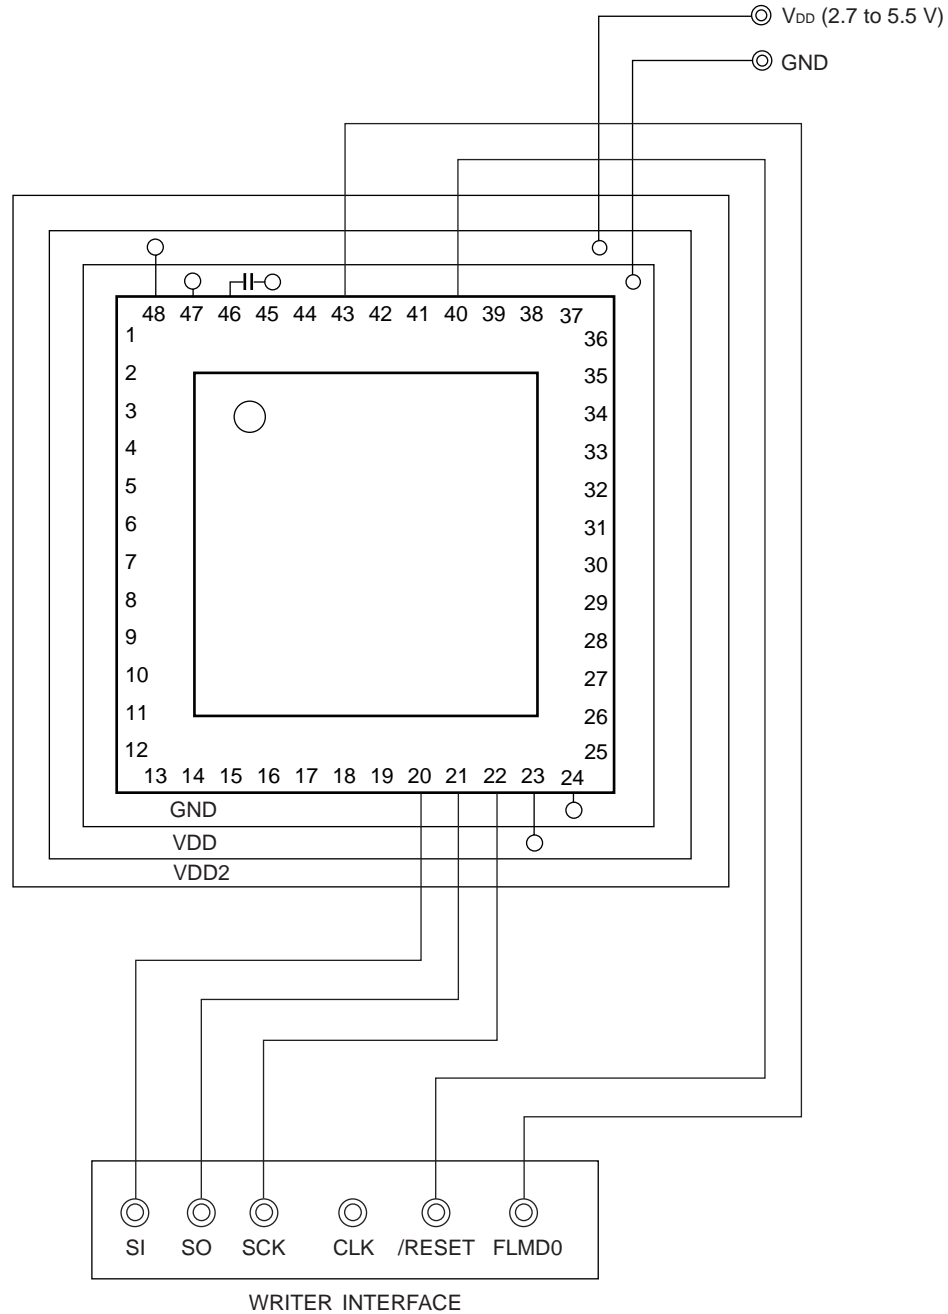 VDD (2.7 to 5.5 V)
GND
48 47 46 45 44 43 42 41 40 39 38 37
1
2
3
4
5
6
7
8
9
10
11
12
36
35
34
33
32
31
30
29
28
27
26
25
13 14 15 16 17 18 19 20 21 22 23 24
GND
VDD
VDD2
SI SO SCK CLK /RESET FLMD0
WRITER INTERFACE